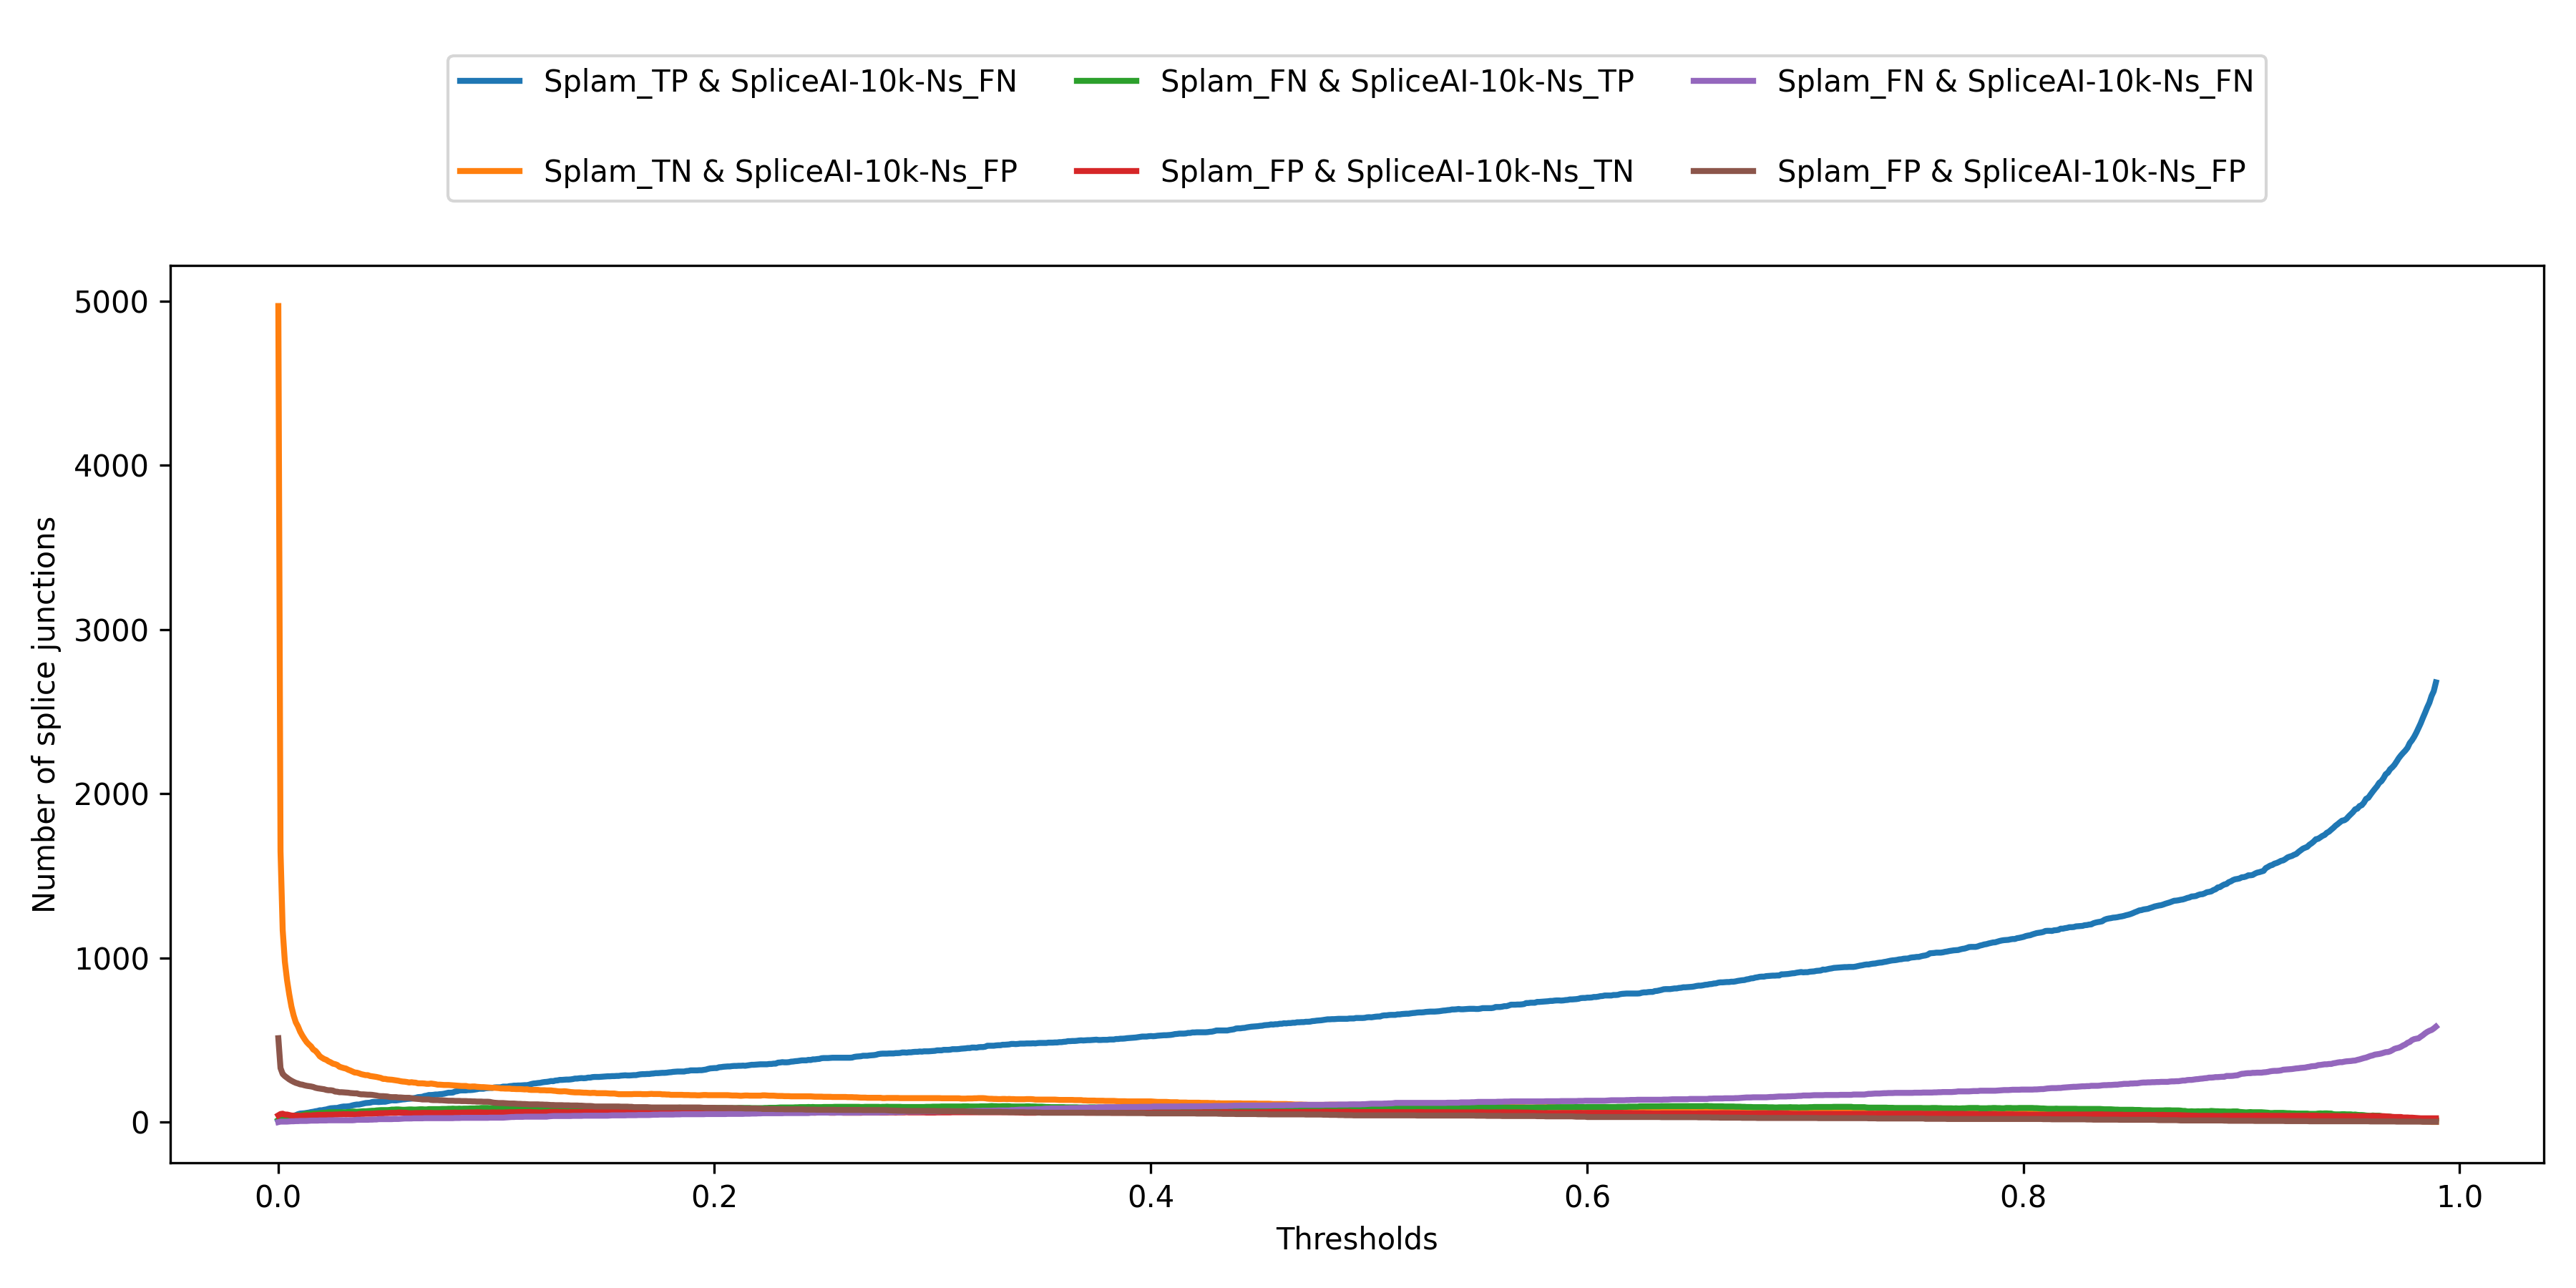 Splam_TP & SpliceAI-10k-Ns_FN
Splam_FN & SpliceAI-10k-Ns_TP
Splam_FN & SpliceAI-10k-Ns_FN
Splam_TN & SpliceAI-10k-Ns_FP
Splam_FP & SpliceAI-10k-Ns_TN
Splam_FP & SpliceAI-10k-Ns_FP
Number of splice junctions
5000
4000
3000
2000
1000
0
0.0
0.2
0.4
0.6
0.8
1.0
Thresholds